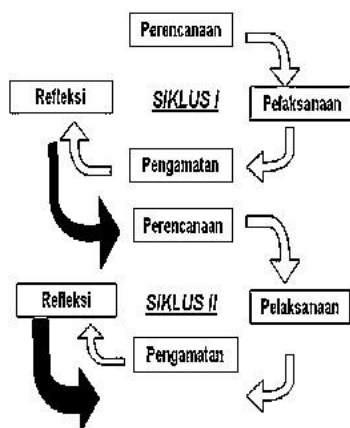 Perencanaan
Refleksi
SIKLUS I
Pelaksanaan
Pengamatan
Perencanaan
Refleksi
SIKLUS II
Pelaksanaan
Pengamatan